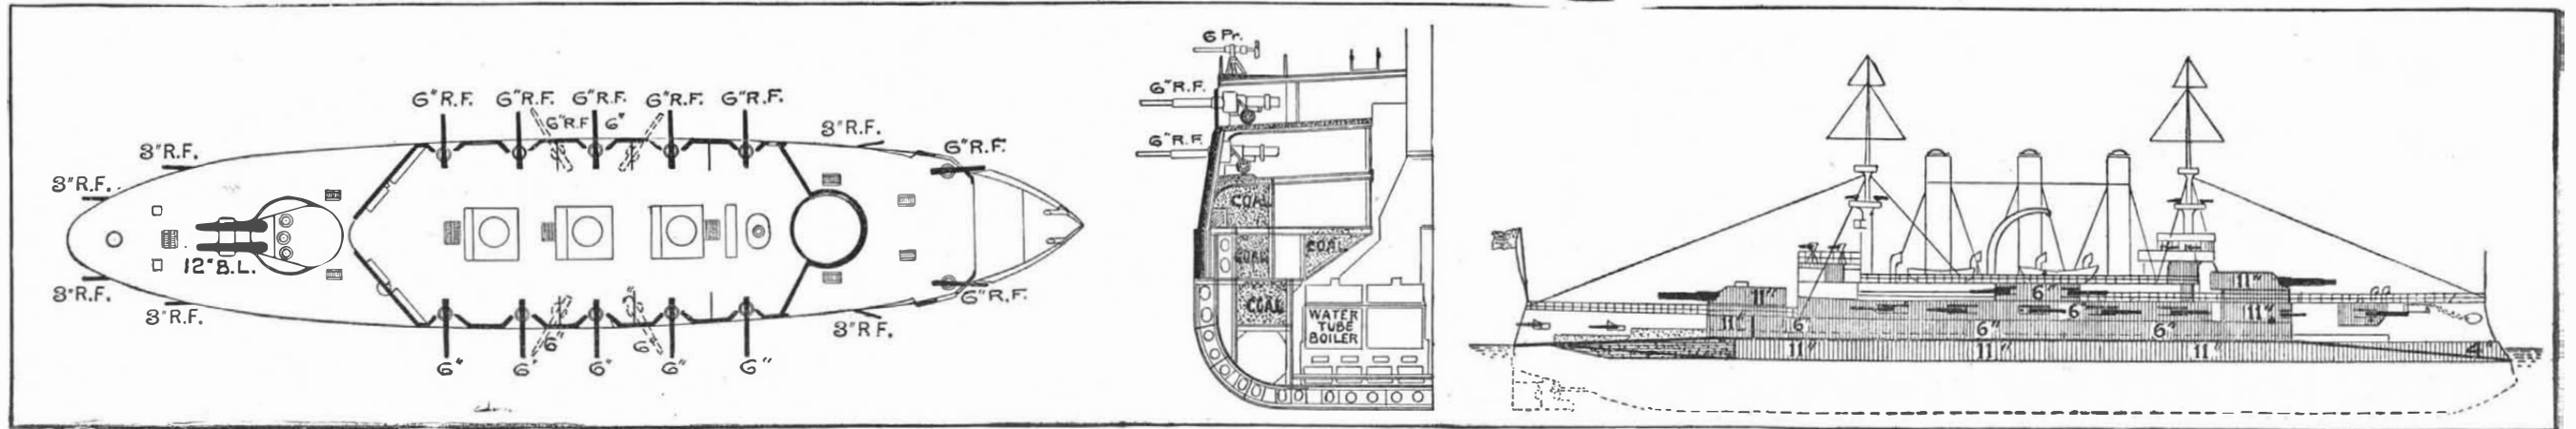 6"R.F. 6"R.F. 6"R.F. 6"R.F. 6"R.F.
6"R.F 6"
3"R.F.
3"R.F.
6"R.F.
3"R.F.
12"B.L.
3"R.F.
6"R.F.
3"R.F.
3"R.F.
6" 6"
6" 6" 6" 6" 6"
6 Pr.
6"R.F.
6"R.F.
COAL
COAL
COAL
COAL
WATER
TUBE
BOILER
11"
11"
6"
11"
6"
6"
11"
6"
6"
11"
11"
11"
4"